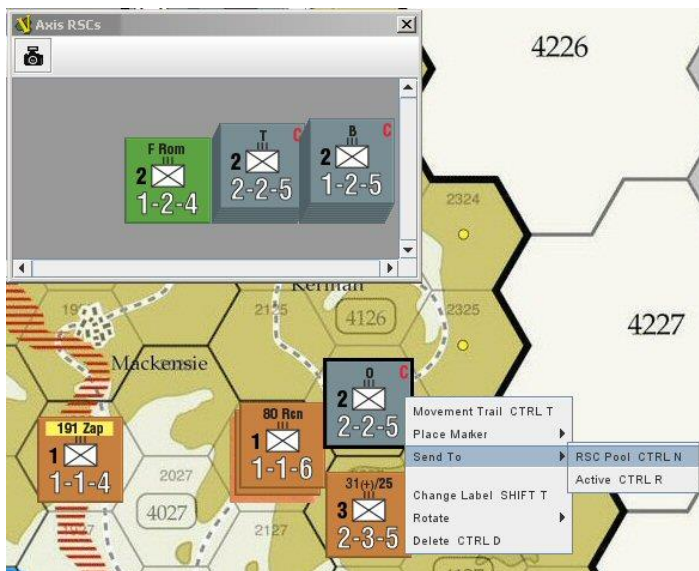 Axis RSCs
F Rom
2
1-2-4
T
C
2
2-2-5
B
C
2
1-2-5
4226
2324
Kerman
2125
4126
2325
4227
Mackensie
O
C
2
2-2-5
191 Zap
1
1-1-4
80 Rcn
1
1-1-6
31(+)/25
3
2-3-5
2027
4027
2127
Movement Trail CTRL T
Place Marker
Send To
Change Label SHIFT T
Rotate
Delete CTRL D
RSC Pool CTRL N
Active CTRL R